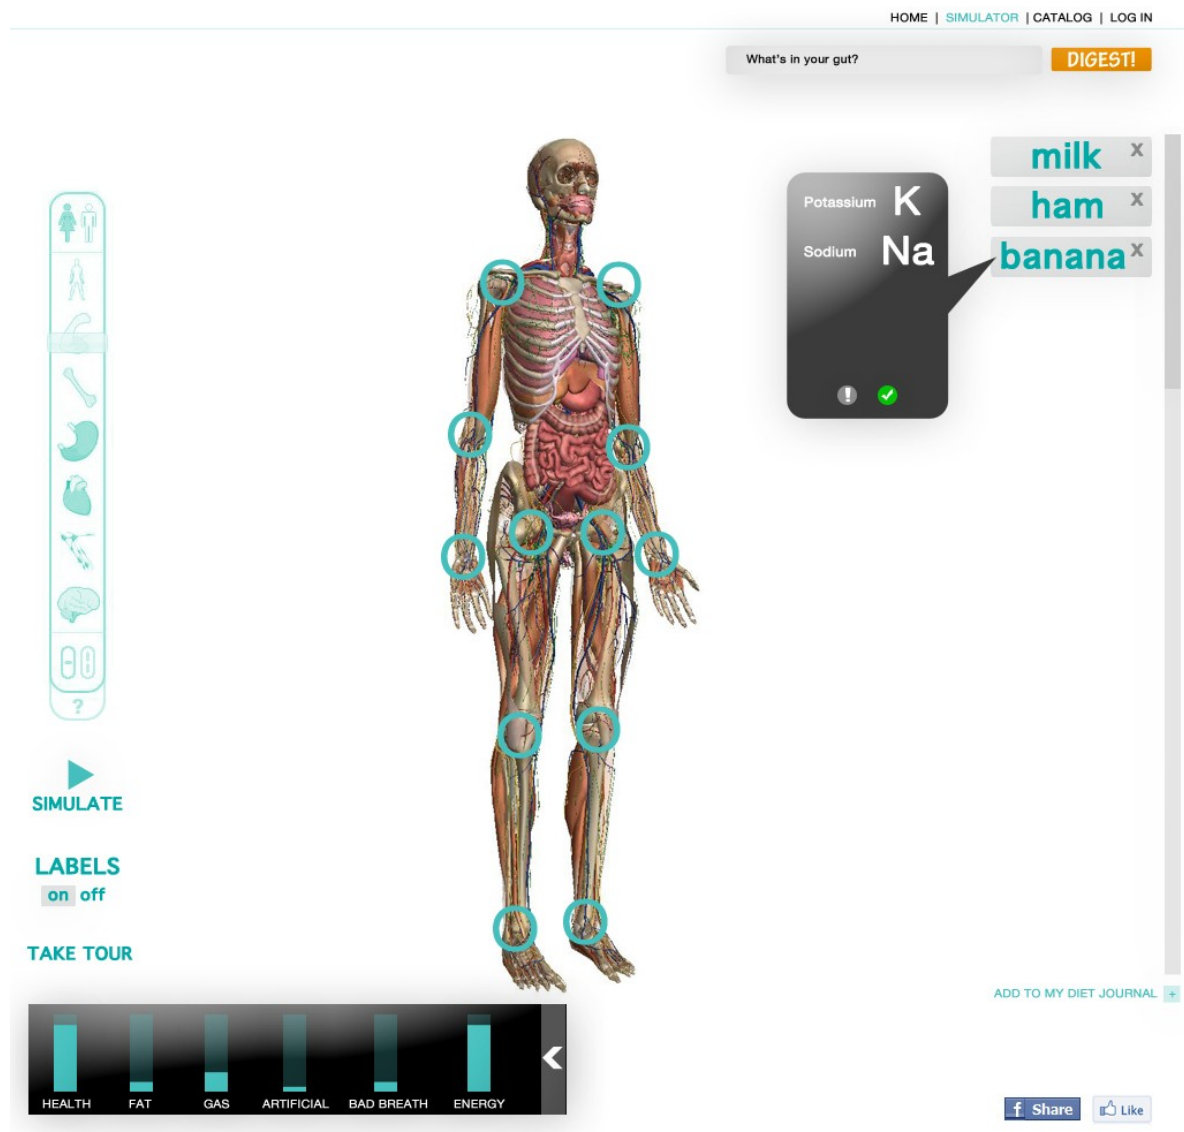 HOME | SIMULATOR | CATALOG | LOG IN
What's in your gut?
DIGEST!
milk X
ham X
banana X
Potassium K
Sodium Na
?
SIMULATE
LABELS
on off
TAKE TOUR
ADD TO MY DIET JOURNAL +
HEALTH FAT GAS ARTIFICIAL BAD BREATH ENERGY
f Share Like